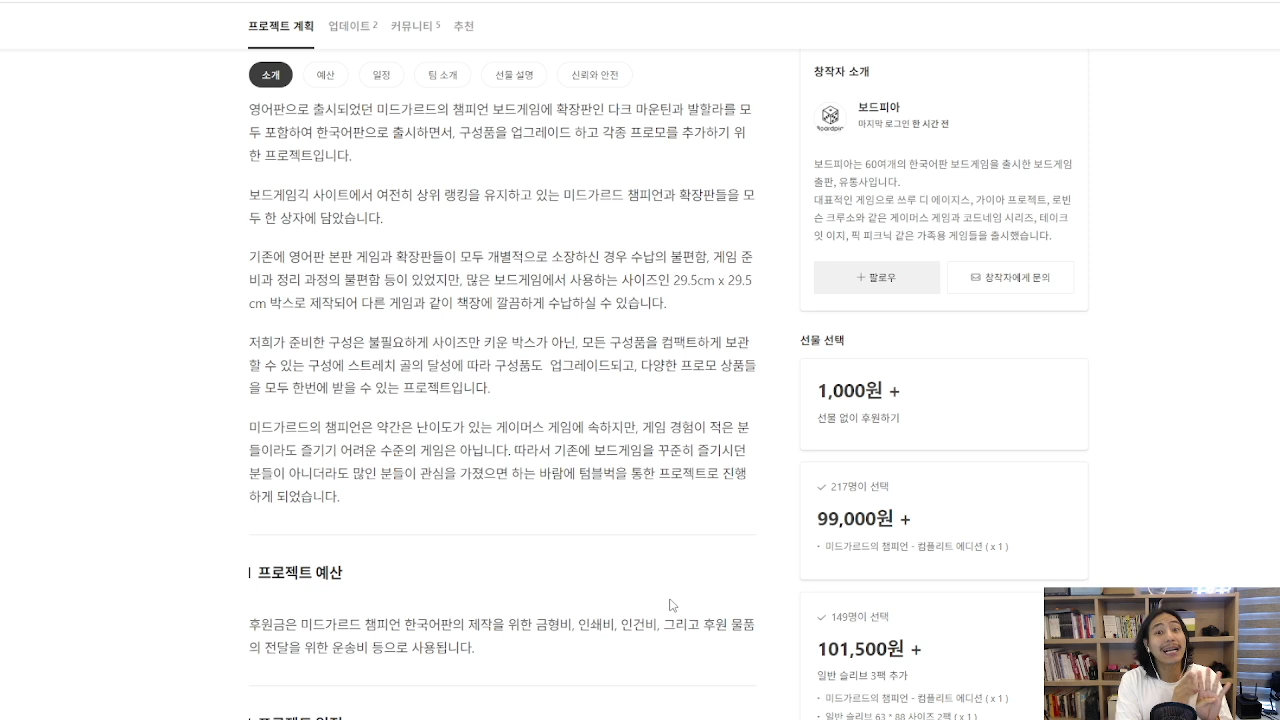 프로젝트 계획 업데이트 2 커뮤니티 5 추천
소개 예산 일정 팀 소개 선물 설명 신뢰와 안전
영어판으로 출시되었던 미드가르드의 챔피언 보드게임에 확장판인 다크 마운틴과 발할라를 모
두 포함하여 한국어판으로 출시하면서, 구성품을 업그레이드 하고 각종 프로모를 추가하기 위
한 프로젝트입니다.
보드게임긱 사이트에서 여전히 상위 랭킹을 유지하고 있는 미드가르드 챔피언과 확장판들을 모
두 한 상자에 담았습니다.
기존에 영어판 본판 게임과 확장판들이 모두 개별적으로 소장하신 경우 수납의 불편함, 게임 준
비과 정리 과정의 불편함 등이 있었지만, 많은 보드게임에서 사용하는 사이즈인 29.5cm x 29.5
cm 박스로 제작되어 다른 게임과 같이 책장에 깔끔하게 수납하실 수 있습니다.
저희가 준비한 구성은 불필요하게 사이즈만 키운 박스가 아닌, 모든 구성품을 컴팩트하게 보관
할 수 있는 구성에 스트레치 골의 달성에 따라 구성품도 업그레이드되고, 다양한 프로모 상품들
을 모두 한번에 받을 수 있는 프로젝트입니다.
미드가르드의 챔피언은 약간은 난이도가 있는 게이머스 게임에 속하지만, 게임 경험이 적은 분
들이라도 즐기기 어려운 수준의 게임은 아닙니다. 따라서 기존에 보드게임을 꾸준히 즐기시던
분들이 아니더라도 많인 분들이 관심을 가졌으면 하는 바람에 텀블벅을 통한 프로젝트로 진행
하게 되었습니다.
프로젝트 예산
후원금은 미드가르드 챔피언 한국어판의 제작을 위한 금형비, 인쇄비, 인건비, 그리고 후원 물품
의 전달을 위한 운송비 등으로 사용됩니다.
창작자 소개
보드피아
마지막 로그인 한 시간 전
보드피아는 60여개의 한국어판 보드게임을 출시한 보드게임
출판, 유통사입니다.
대표적인 게임으로 쓰루 디 에이지스, 가이아 프로젝트, 로빈
슨 크루소와 같은 게이머스 게임과 코드네임 시리즈, 테이크
잇 이지, 픽 피크닉 같은 가족용 게임들을 출시했습니다.
+ 팔로우 창작자에게 문의
선물 선택
1,000원 +
선물 없이 후원하기
217명이 선택
99,000원 +
• 미드가르드의 챔피언 - 컴플리트 에디션 ( x 1 )
149명이 선택
101,500원 +
일반 슬리브 3팩 추가
• 미드가르드의 챔피언 - 컴플리트 에디션 ( x 1 )
• 일반 슬리브 63 * 88 사이즈 2팩 ( x 1 )